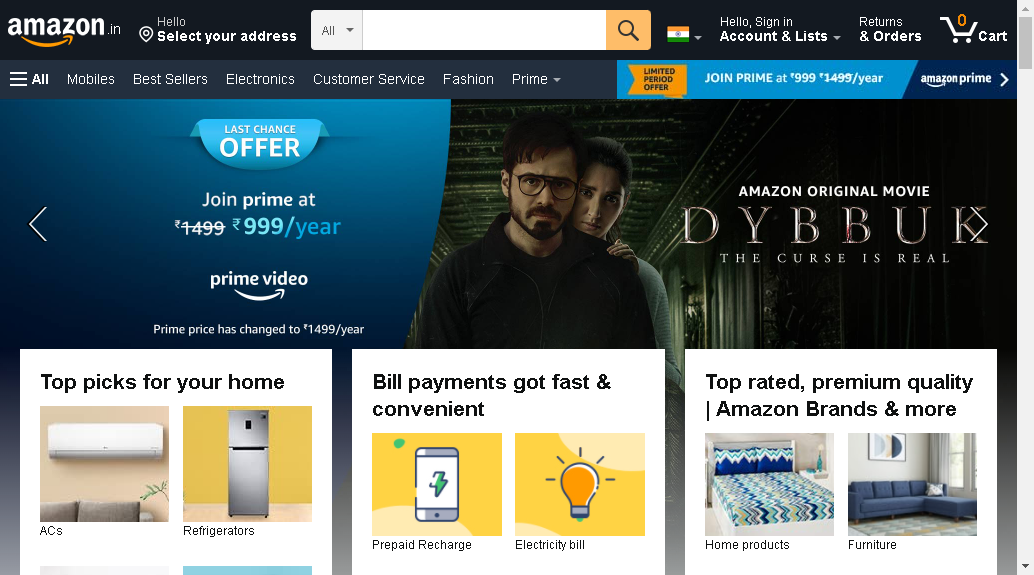 amazon.in
Hello
Select your address
All
Hello, Sign in
Account & Lists
Returns
& Orders
0
Cart
All
Mobiles
Best Sellers
Electronics
Customer Service
Fashion
Prime
LIMITED
PERIOD
OFFER
JOIN PRIME at ₹999 ₹1499/year
amazon prime
LAST CHANCE
OFFER
Join prime at
₹1499 ₹999/year
prime video
Prime price has changed to ₹1499/year
AMAZON ORIGINAL MOVIE
DYBBUK
THE CURSE IS REAL
Top picks for your home
ACs
Refrigerators
Bill payments got fast &
convenient
Prepaid Recharge
Electricity bill
Top rated, premium quality
| Amazon Brands & more
Home products
Furniture